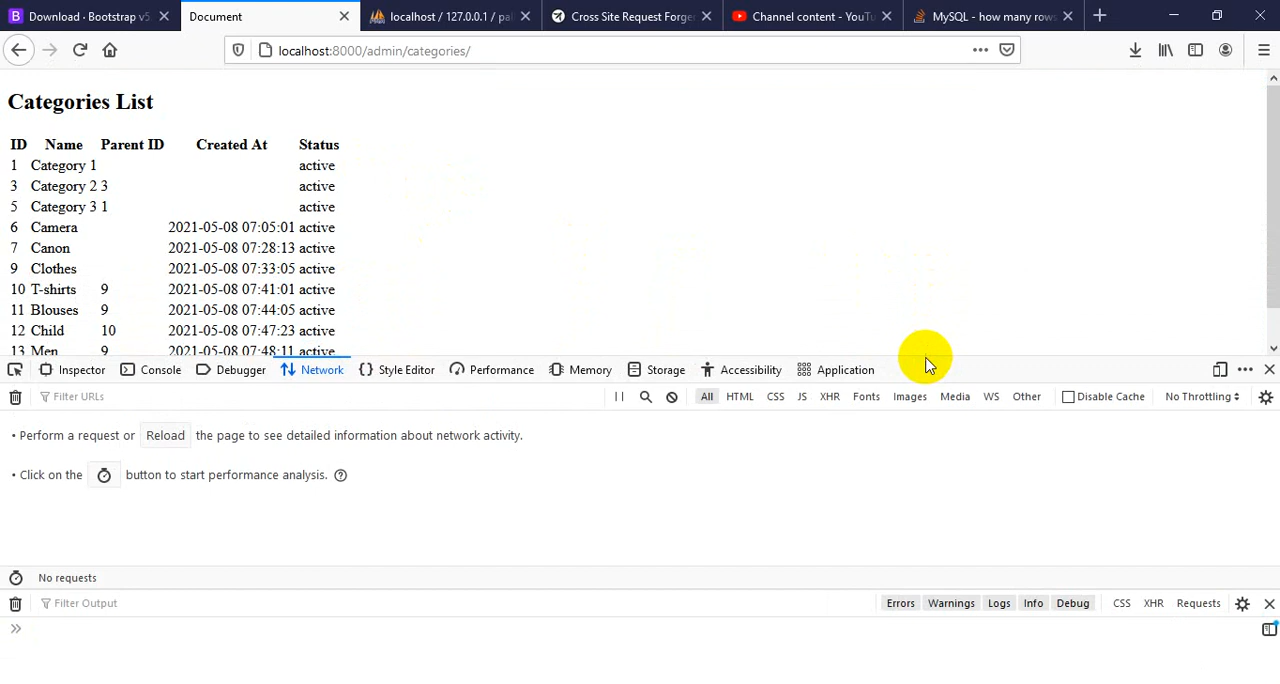 Download · Bootstrap v5. Document localhost / 127.0.0.1 / pal Cross Site Request Forger Channel content - YouTu MySQL - how many rows
localhost:8000/admin/categories/
Categories List
ID Name Parent ID Created At Status
1 Category 1 active
3 Category 2 3 active
5 Category 3 1 active
6 Camera 2021-05-08 07:05:01 active
7 Canon 2021-05-08 07:28:13 active
9 Clothes 2021-05-08 07:33:05 active
10 T-shirts 9 2021-05-08 07:41:01 active
11 Blouses 9 2021-05-08 07:44:05 active
12 Child 10 2021-05-08 07:47:23 active
13 Men 9 2021-05-08 07:48:11 active
Inspector Console Debugger Network Style Editor Performance Memory Storage Accessibility Application
Filter URLs All HTML CSS JS XHR Fonts Images Media WS Other Disable Cache No Throttling
• Perform a request or Reload the page to see detailed information about network activity.
• Click on the button to start performance analysis.
No requests
Filter Output Errors Warnings Logs Info Debug CSS XHR Requests